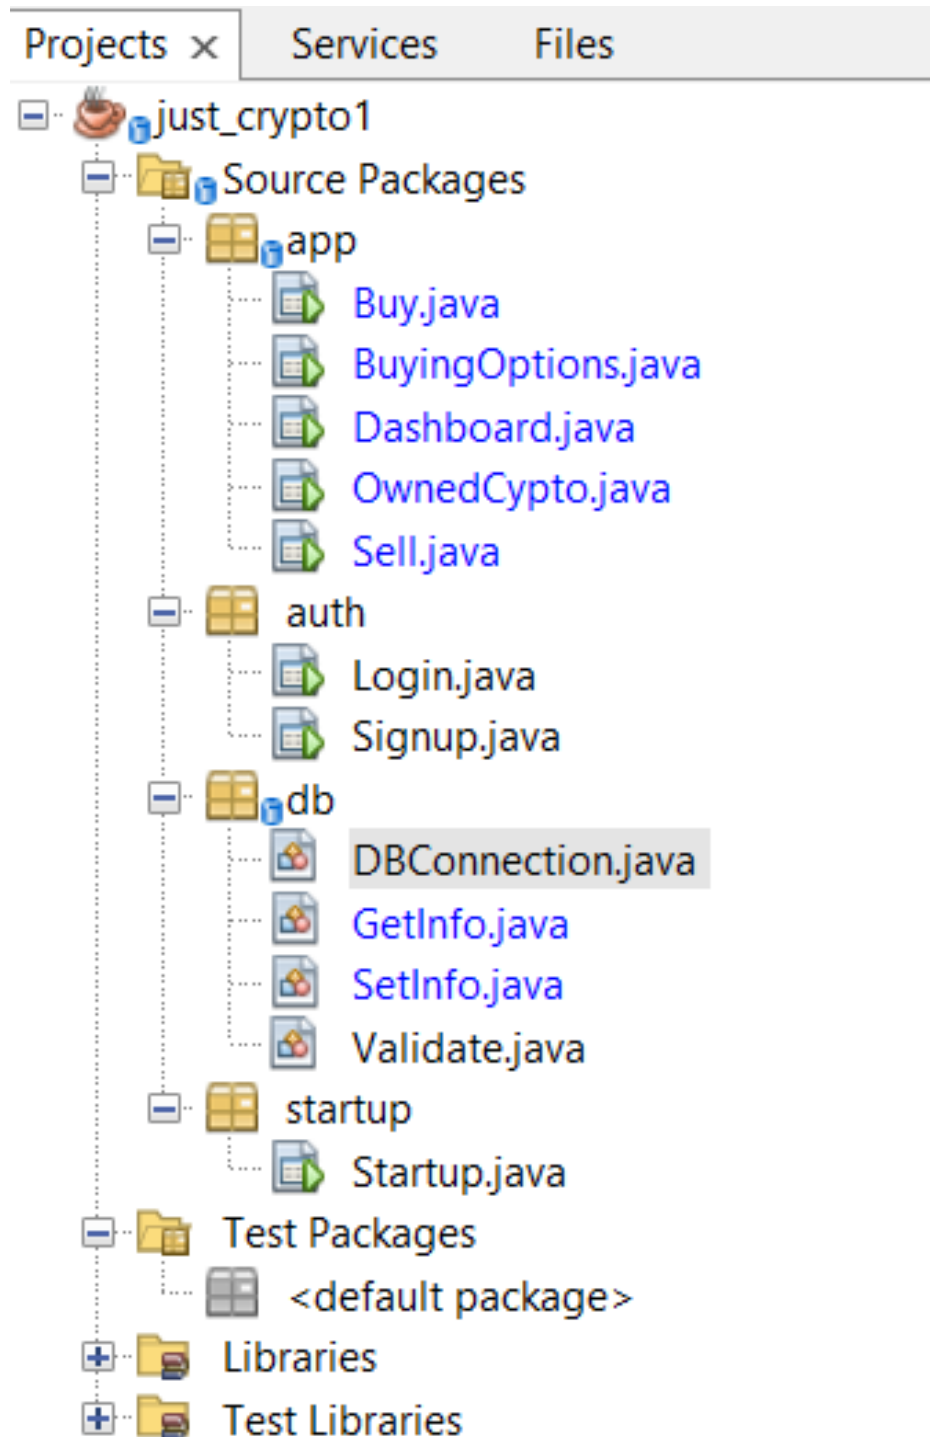 Projects × Services Files
just_crypto1
Source Packages
app
Buy.java
BuyingOptions.java
Dashboard.java
OwnedCypto.java
Sell.java
auth
Login.java
Signup.java
db
DBConnection.java
GetInfo.java
SetInfo.java
Validate.java
startup
Startup.java
Test Packages
<default package>
Libraries
Test Libraries